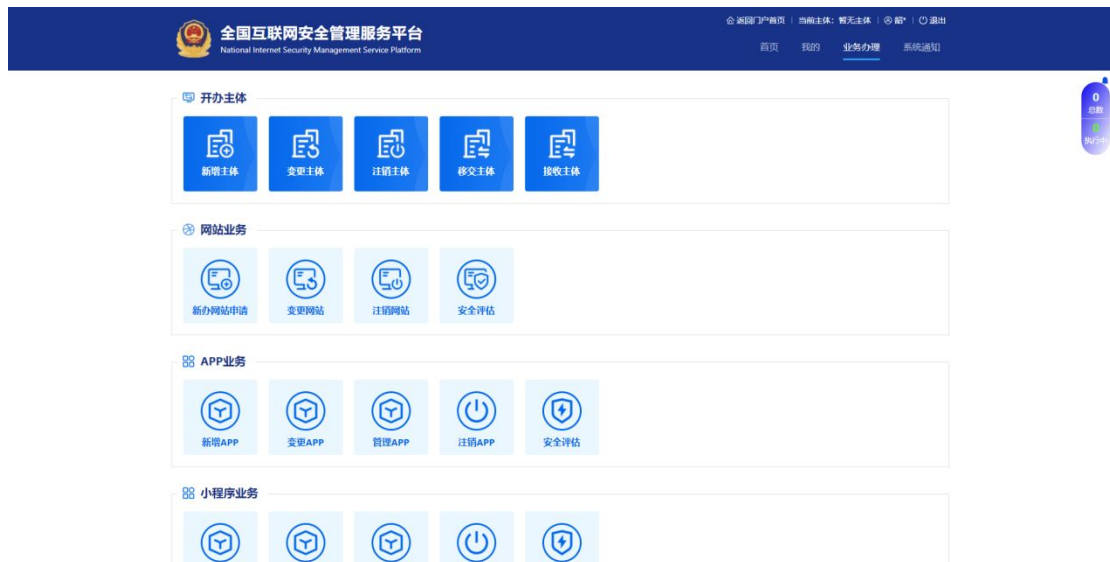 全国互联网安全管理服务平台
National Internet Security Management Service Platform
返回门户首页 | 当前主体：暂无主体 | 韶* | 退出
首页 我的 业务办理 系统通知
0
总数
0
执行中
开办主体
新增主体 变更主体 注销主体 移交主体 接收主体
网站业务
新办网站申请 变更网站 注销网站 安全评估
APP业务
新增APP 变更APP 管理APP 注销APP 安全评估
小程序业务